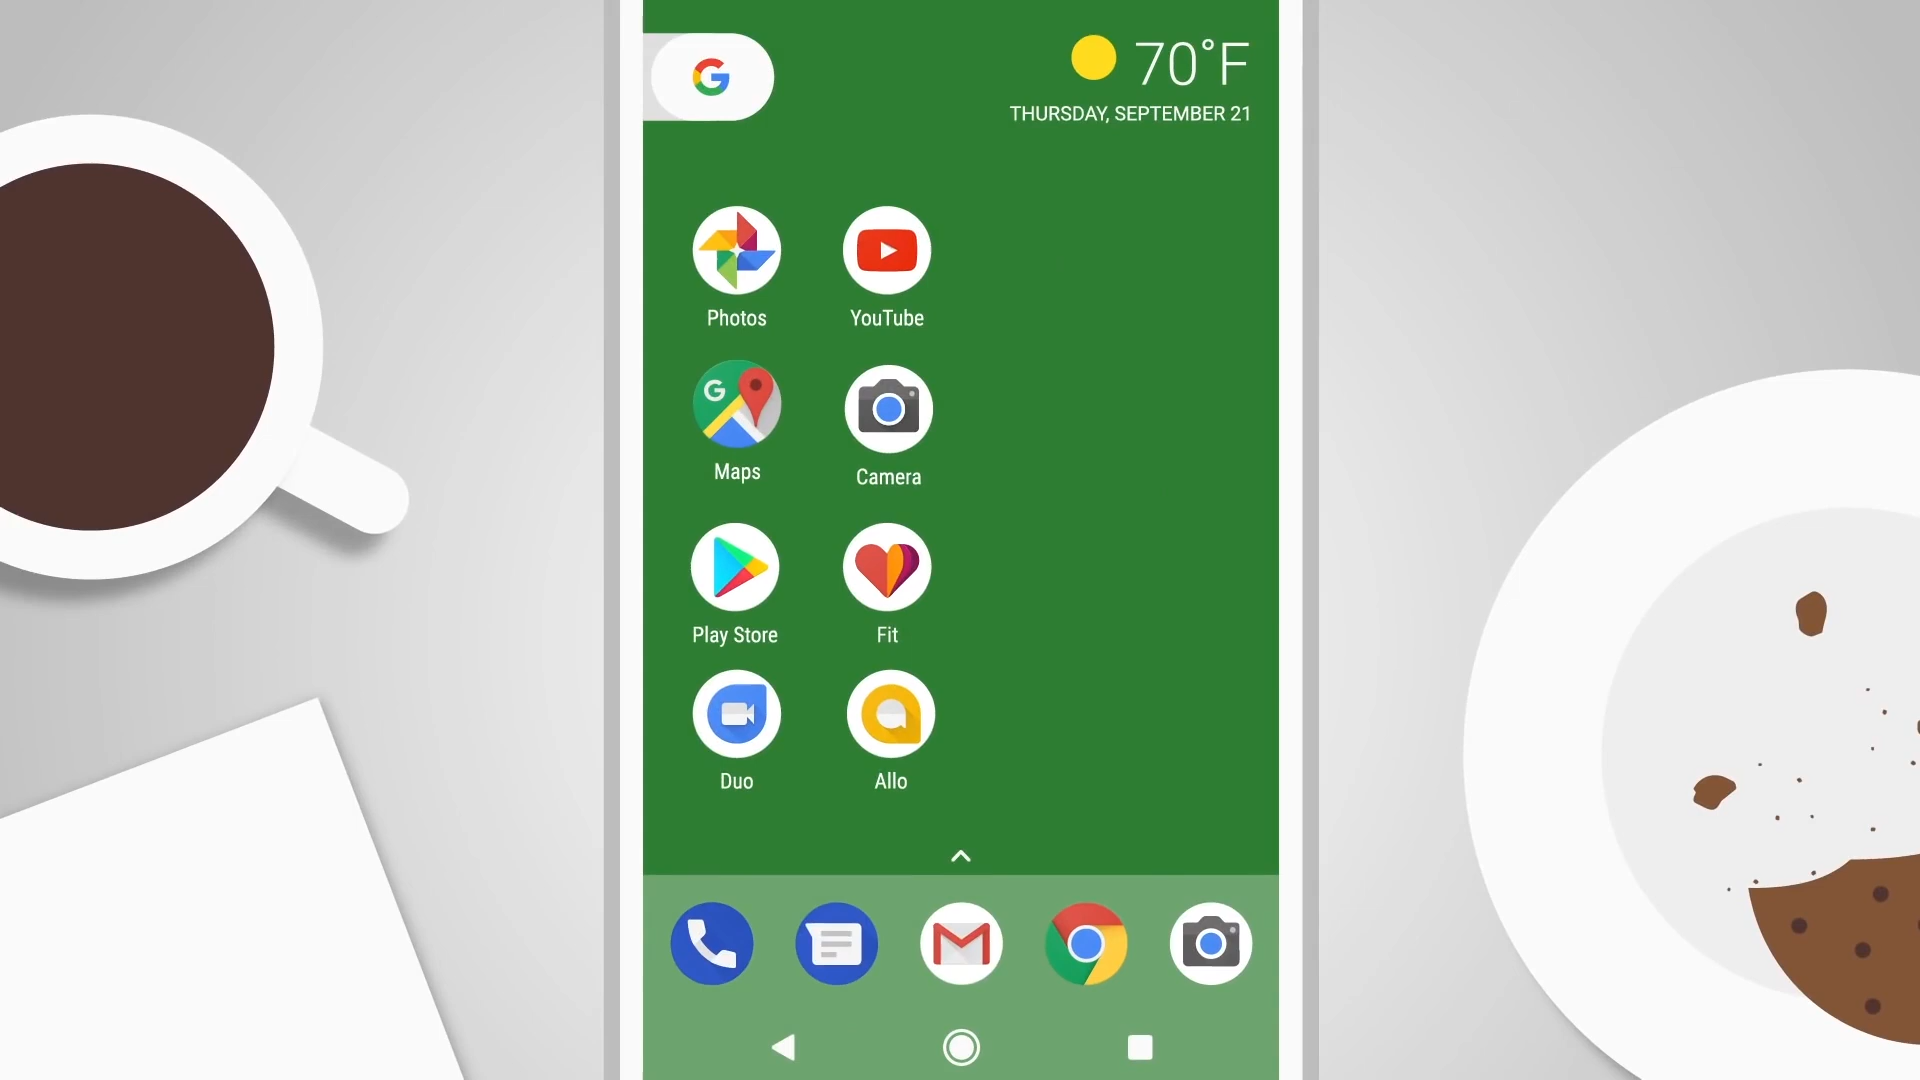 G
70°F
THURSDAY, SEPTEMBER 21
Photos
YouTube
G
Maps
Camera
Play Store
Fit
Duo
Allo